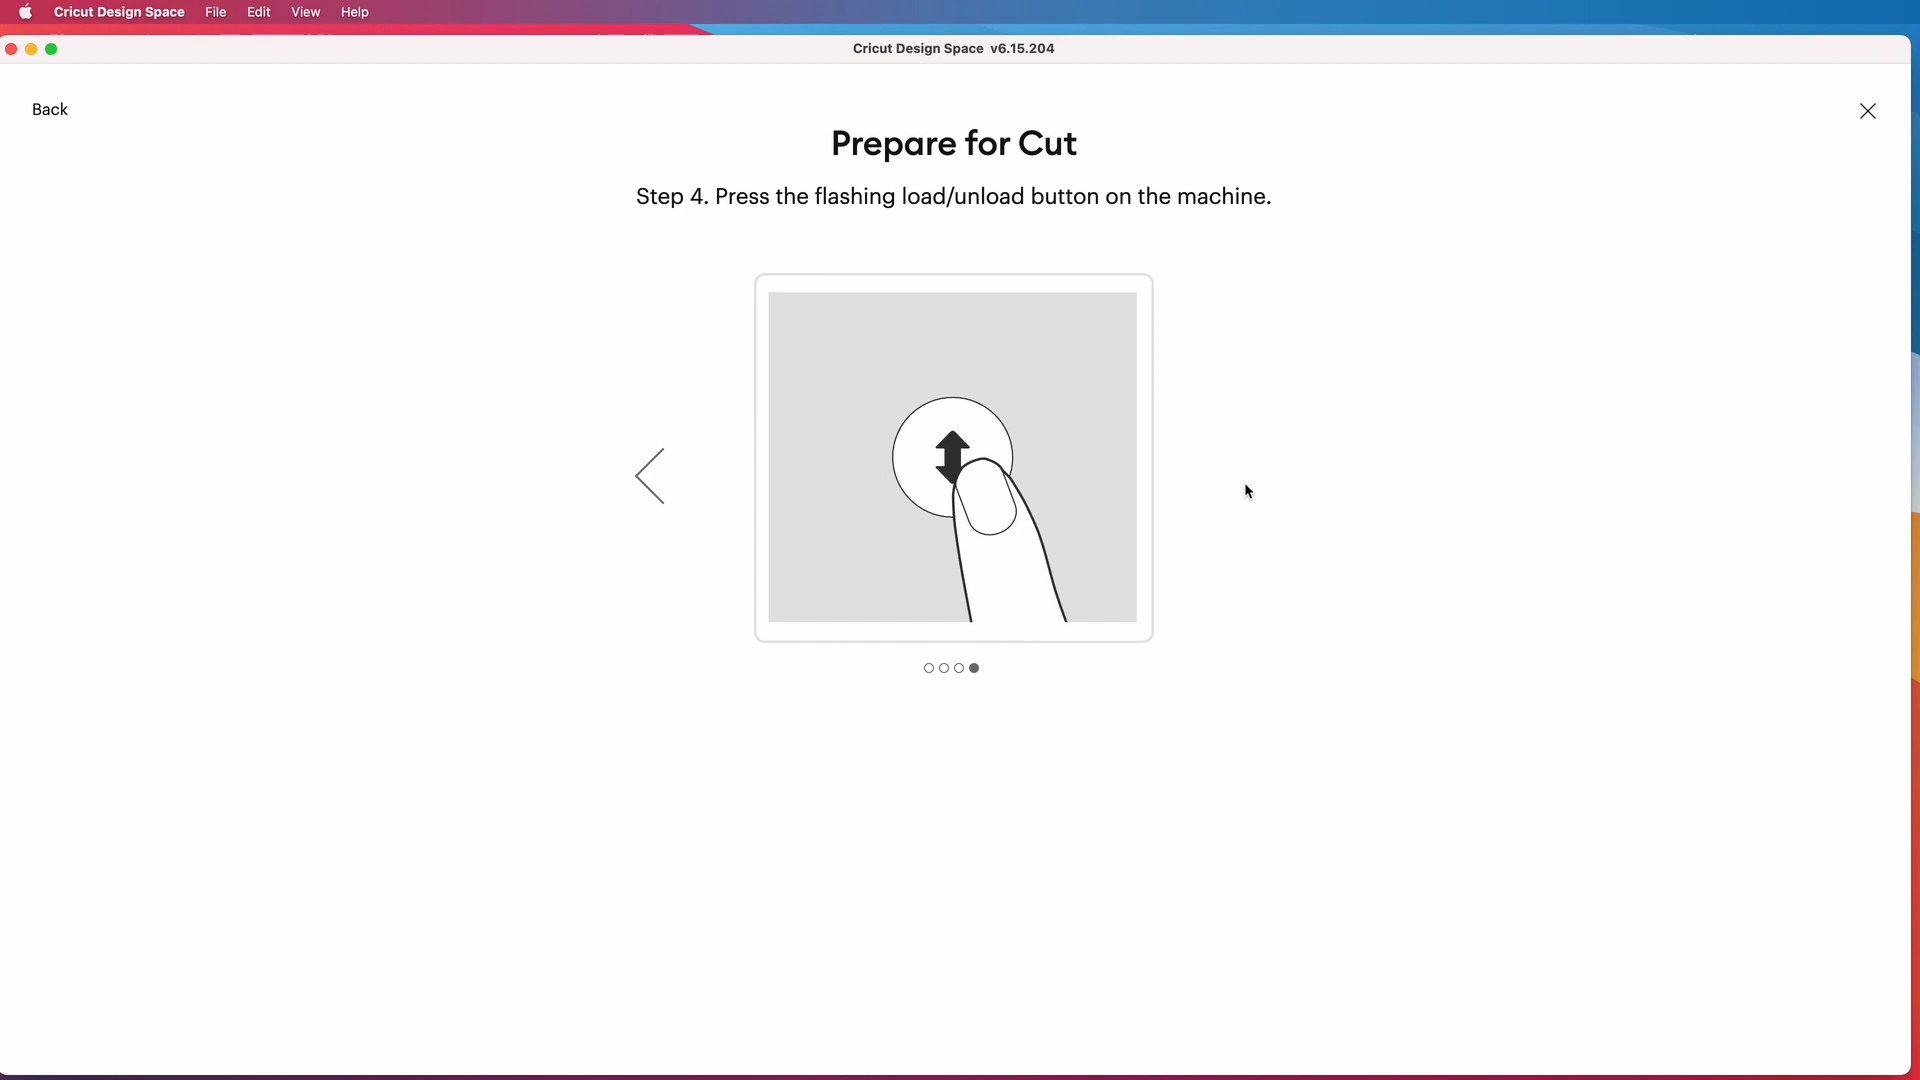 Cricut Design Space File Edit View Help
Cricut Design Space v6.15.204
Back
Prepare for Cut
Step 4. Press the flashing load/unload button on the machine.